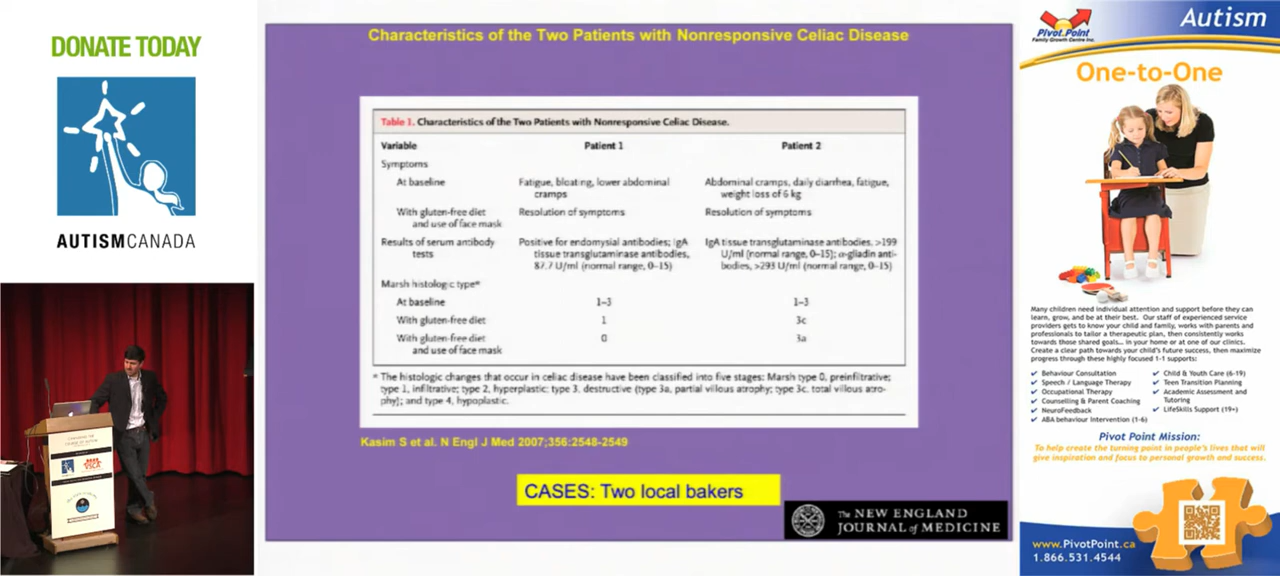 DONATE TODAY
AUTISMCANADA
Characteristics of the Two Patients with Nonresponsive Celiac Disease
Table 1. Characteristics of the Two Patients with Nonresponsive Celiac Disease.
Variable Patient 1 Patient 2
Symptoms
At baseline Fatigue, bloating, lower abdominal cramps Abdominal cramps, daily diarrhea, fatigue, weight loss of 6 kg
With gluten-free diet and use of face mask Resolution of symptoms Resolution of symptoms
Results of serum antibody tests Positive for endomysial antibodies; IgA tissue transglutaminase antibodies, 87.7 U/ml (normal range, 0–15) IgA tissue transglutaminase antibodies, >199 U/ml (normal range, 0–15); α-gliadin antibodies, >293 U/ml (normal range, 0–15)
Marsh histologic type*
At baseline 1–3 1–3
With gluten-free diet 1 3c
With gluten-free diet and use of face mask 0 3a
* The histologic changes that occur in celiac disease have been classified into five stages: Marsh type 0, preinfiltrative;
type 1, infiltrative; type 2, hyperplastic; type 3, destructive (type 3a, partial villous atrophy; type 3c, total villous atro-
phy); and type 4, hypoplastic.
Kasim S et al. N Engl J Med 2007;356:2548-2549
CASES: Two local bakers
The NEW ENGLAND
JOURNAL of MEDICINE
Pivot Point
Family Growth Centre Inc.
Autism
One-to-One
Many children need individual attention and support before they can
learn, grow, and be at their best. Our staff of experienced service
providers gets to know your child and family, works with parents and
professionals to tailor a therapeutic plan, then consistently works
towards those shared goals... in your home or at one of our clinics.
Create a clear path towards your child's future success, then maximize
progress through these highly focused 1-1 supports:
✔ Behaviour Consultation
✔ Speech / Language Therapy
✔ Occupational Therapy
✔ Counselling & Parent Coaching
✔ NeuroFeedback
✔ ABA behaviour Intervention (1-6)
✔ Child & Youth Care (6-19)
✔ Teen Transition Planning
✔ Academic Assessment and
Tutoring
✔ LifeSkills Support (19+)
Pivot Point Mission:
To help create the turning point in people's lives that will
give inspiration and focus to personal growth and success.
www.PivotPoint.ca
1.866.531.4544